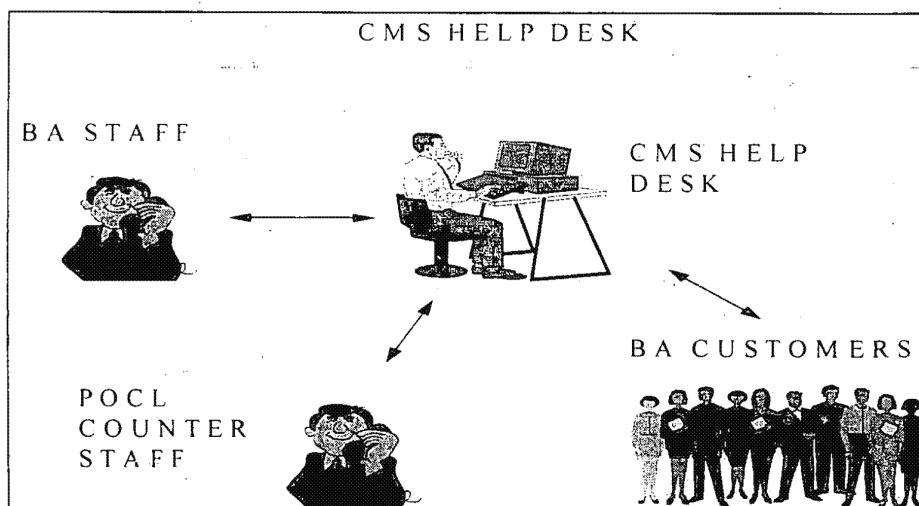 CMS HELP DESK
BA STAFF
CMS HELP
DESK
BA CUSTOMERS
POCL
COUNTER
STAFF